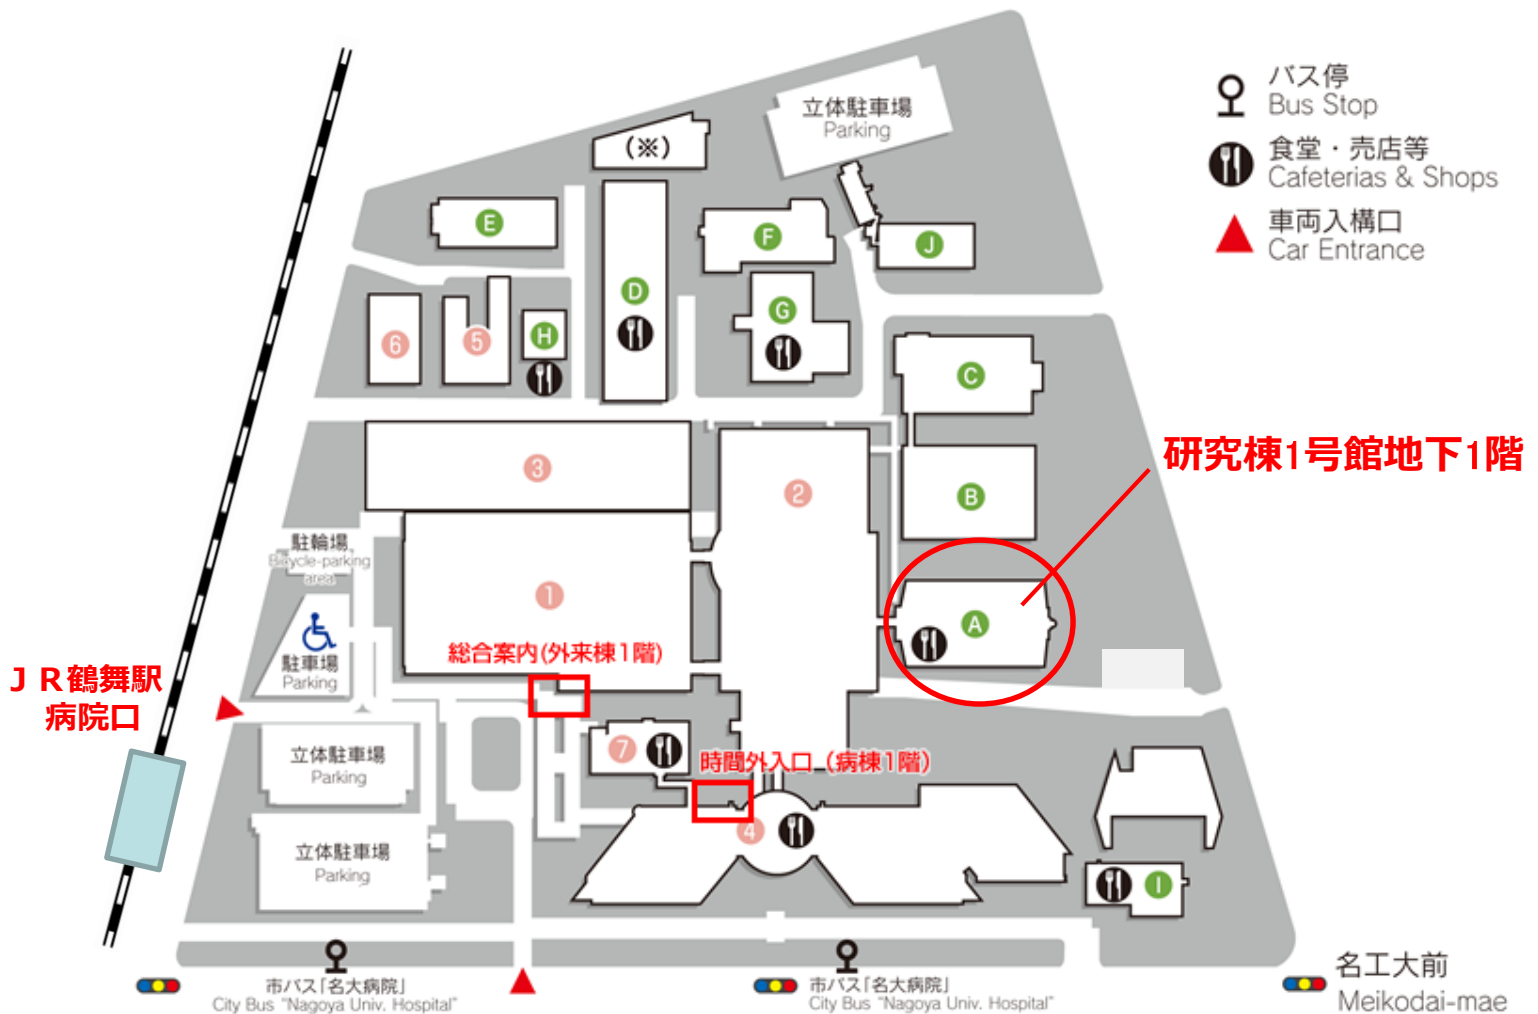 バス停
Bus Stop
食堂・売店等
Cafeterias & Shops
車両入構口
Car Entrance
立体駐車場
Parking
(※)
E
F
J
D
G
H
5
6
C
3
2
B
研究棟1号館地下1階
駐輪場
Bicycle-parking
area
1
A
総合案内(外来棟1階)
駐車場
Parking
JR鶴舞駅
病院口
7
時間外入口(病棟1階)
立体駐車場
Parking
4
立体駐車場
Parking
I
市バス「名大病院」
City Bus "Nagoya Univ. Hospital"
市バス「名大病院」
City Bus "Nagoya Univ. Hospital"
名工大前
Meikodai-mae